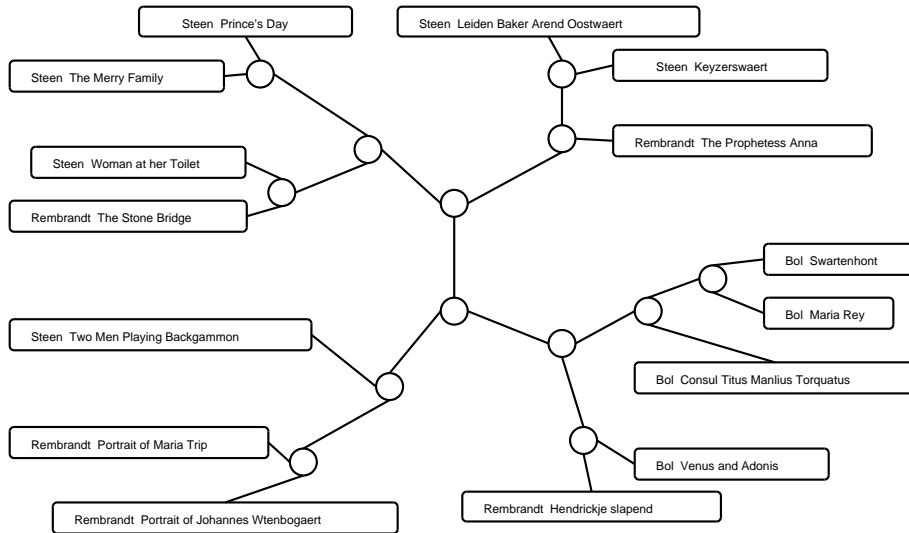 Steen Prince's Day
Steen Leiden Baker Arend Oostwaert
Steen The Merry Family
Steen Keyzerswaert
Rembrandt The Prophetess Anna
Steen Woman at her Toilet
Rembrandt The Stone Bridge
Bol Swartenhont
Bol Maria Rey
Steen Two Men Playing Backgammon
Bol Consul Titus Manlius Torquatus
Rembrandt Portrait of Maria Trip
Bol Venus and Adonis
Rembrandt Hendrickje slapend
Rembrandt Portrait of Johannes Wtenbogaert